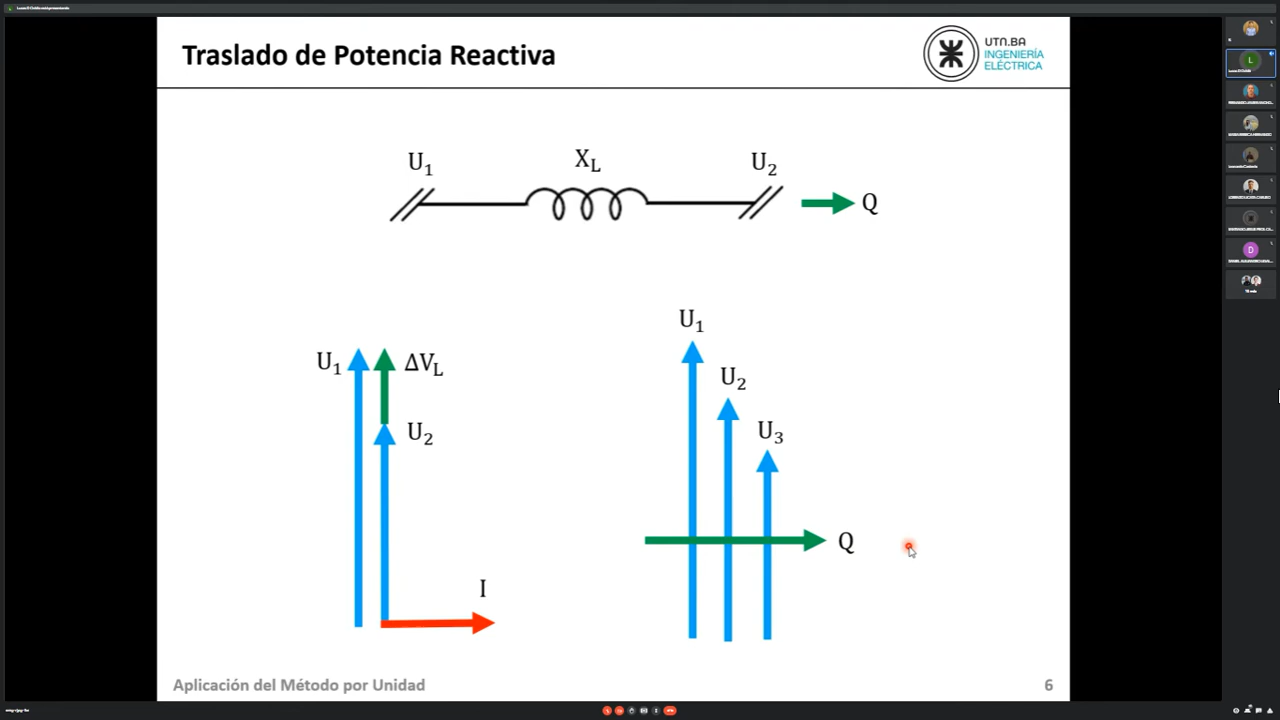 Traslado de Potencia Reactiva
UTN.BA
INGENIERÍA
ELÉCTRICA
U₁
X_L
U₂
Q
U₁
ΔV_L
U₂
I
U₁
U₂
U₃
Q
Aplicación del Método por Unidad
6